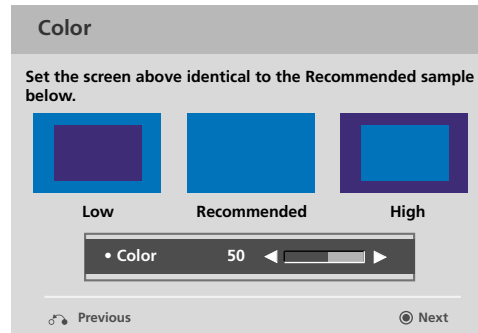 Color
Set the screen above identical to the Recommended sample
below.
Low Recommended High
• Color 50
Previous Next